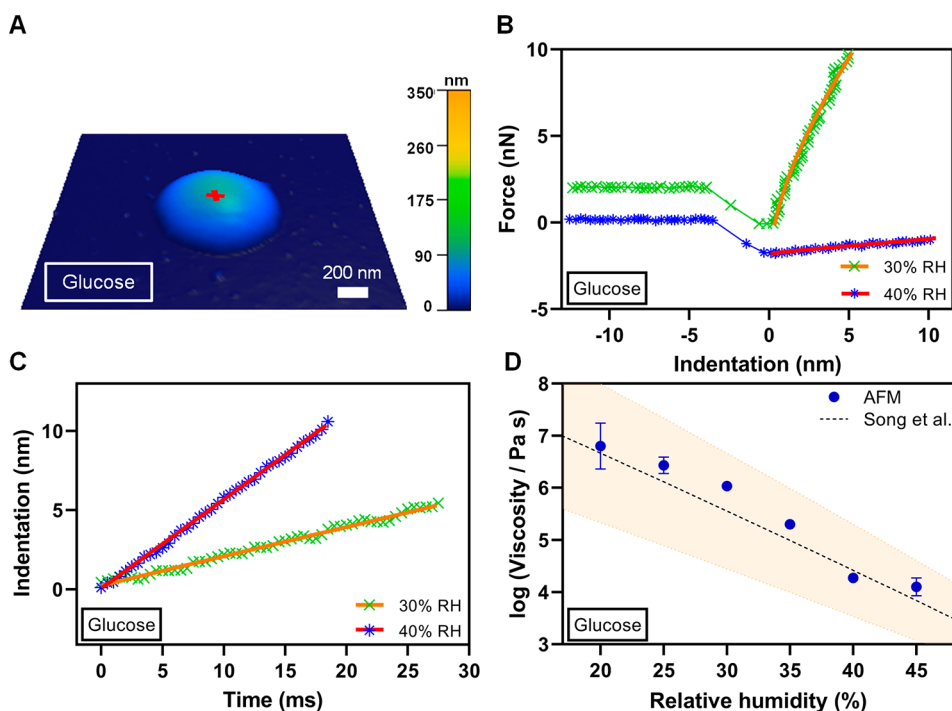 A
nm
350
260
175
90
0
Glucose
200 nm
B
Force (nN)
10
5
0
-5
-10
-5
0
5
10
Indentation (nm)
Glucose
30% RH
40% RH
C
Indentation (nm)
10
5
0
0
5
10
15
20
25
30
Time (ms)
Glucose
30% RH
40% RH
D
log (Viscosity / Pa s)
8
7
6
5
4
3
20
25
30
35
40
45
Relative humidity (%)
AFM
Song et al.
Glucose